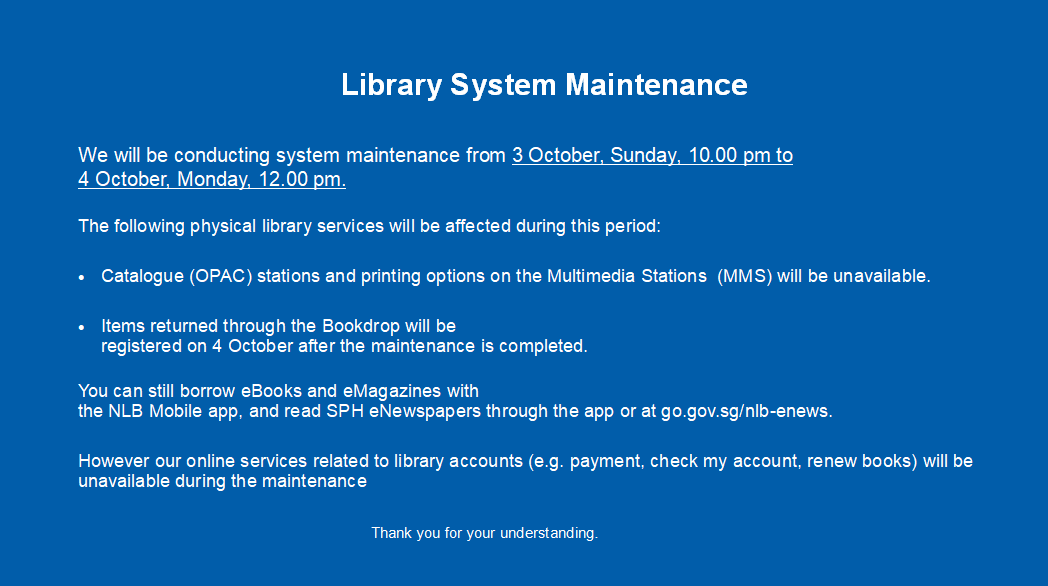 Library System Maintenance
We will be conducting system maintenance from 3 October, Sunday, 10.00 pm to
4 October, Monday, 12.00 pm.
The following physical library services will be affected during this period:
• Catalogue (OPAC) stations and printing options on the Multimedia Stations  (MMS) will be unavailable.
• Items returned through the Bookdrop will be
registered on 4 October after the maintenance is completed.
You can still borrow eBooks and eMagazines with
the NLB Mobile app, and read SPH eNewspapers through the app or at go.gov.sg/nlb-enews.
However our online services related to library accounts (e.g. payment, check my account, renew books) will be
unavailable during the maintenance
Thank you for your understanding.